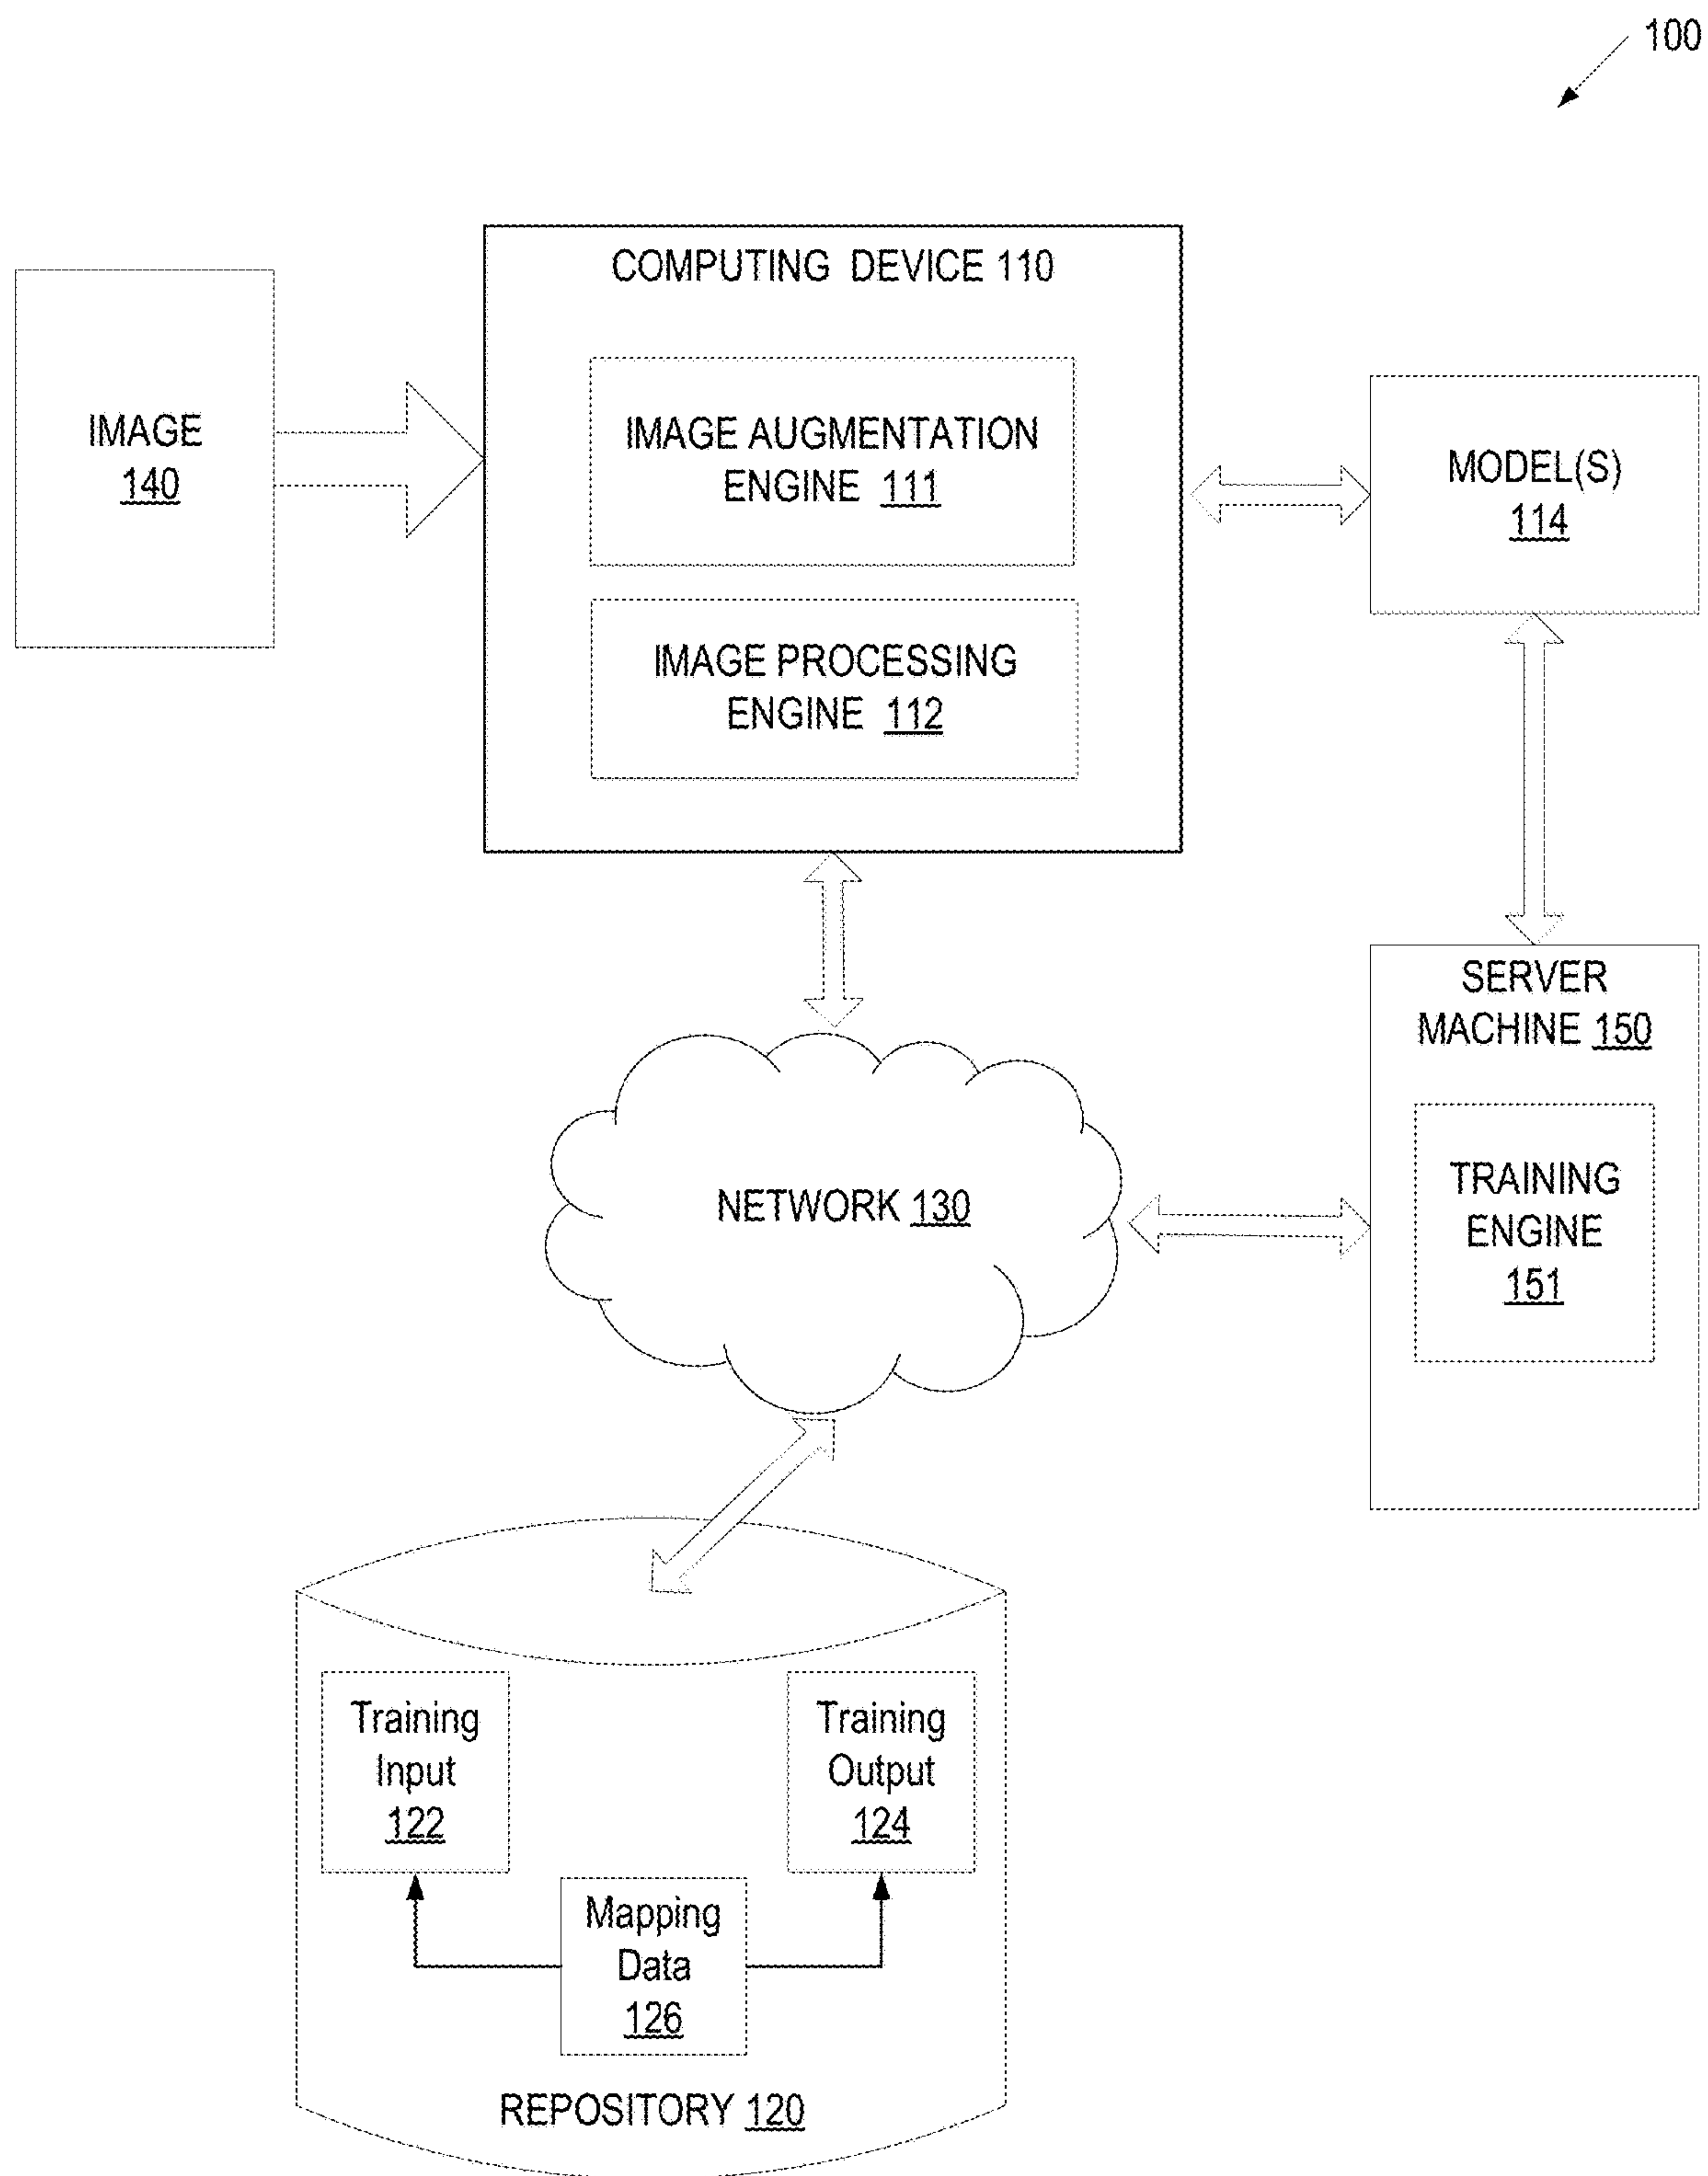 100
COMPUTING DEVICE 110
IMAGE
140
IMAGE AUGMENTATION
ENGINE 111
IMAGE PROCESSING
ENGINE 112
MODEL(S)
114
SERVER
MACHINE 150
TRAINING
ENGINE
151
NETWORK 130
Training
Input
122
Training
Output
124
Mapping
Data
126
REPOSITORY 120